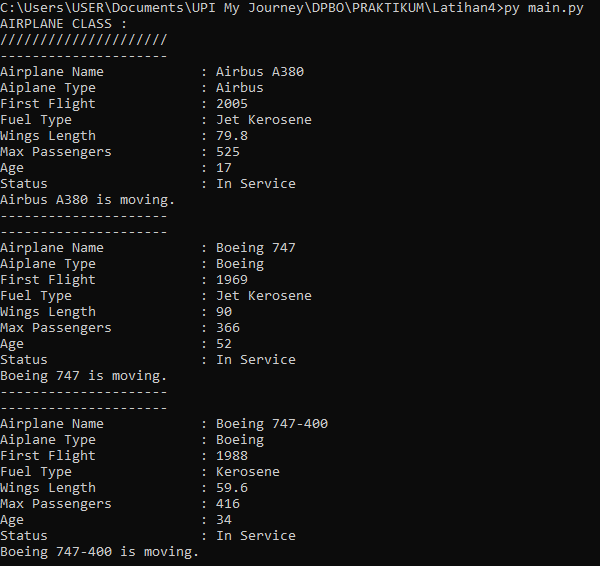 C:\Users\USER\Documents\UPI My Journey\DPBO\PRAKTIKUM\Latihan4>py main.py
AIRPLANE CLASS :
/////////////////////
---------------------
Airplane Name            : Airbus A380
Aiplane Type             : Airbus
First Flight             : 2005
Fuel Type                : Jet Kerosene
Wings Length             : 79.8
Max Passengers           : 525
Age                      : 17
Status                   : In Service
Airbus A380 is moving.
---------------------
---------------------
Airplane Name            : Boeing 747
Aiplane Type             : Boeing
First Flight             : 1969
Fuel Type                : Jet Kerosene
Wings Length             : 90
Max Passengers           : 366
Age                      : 52
Status                   : In Service
Boeing 747 is moving.
---------------------
---------------------
Airplane Name            : Boeing 747-400
Aiplane Type             : Boeing
First Flight             : 1988
Fuel Type                : Kerosene
Wings Length             : 59.6
Max Passengers           : 416
Age                      : 34
Status                   : In Service
Boeing 747-400 is moving.